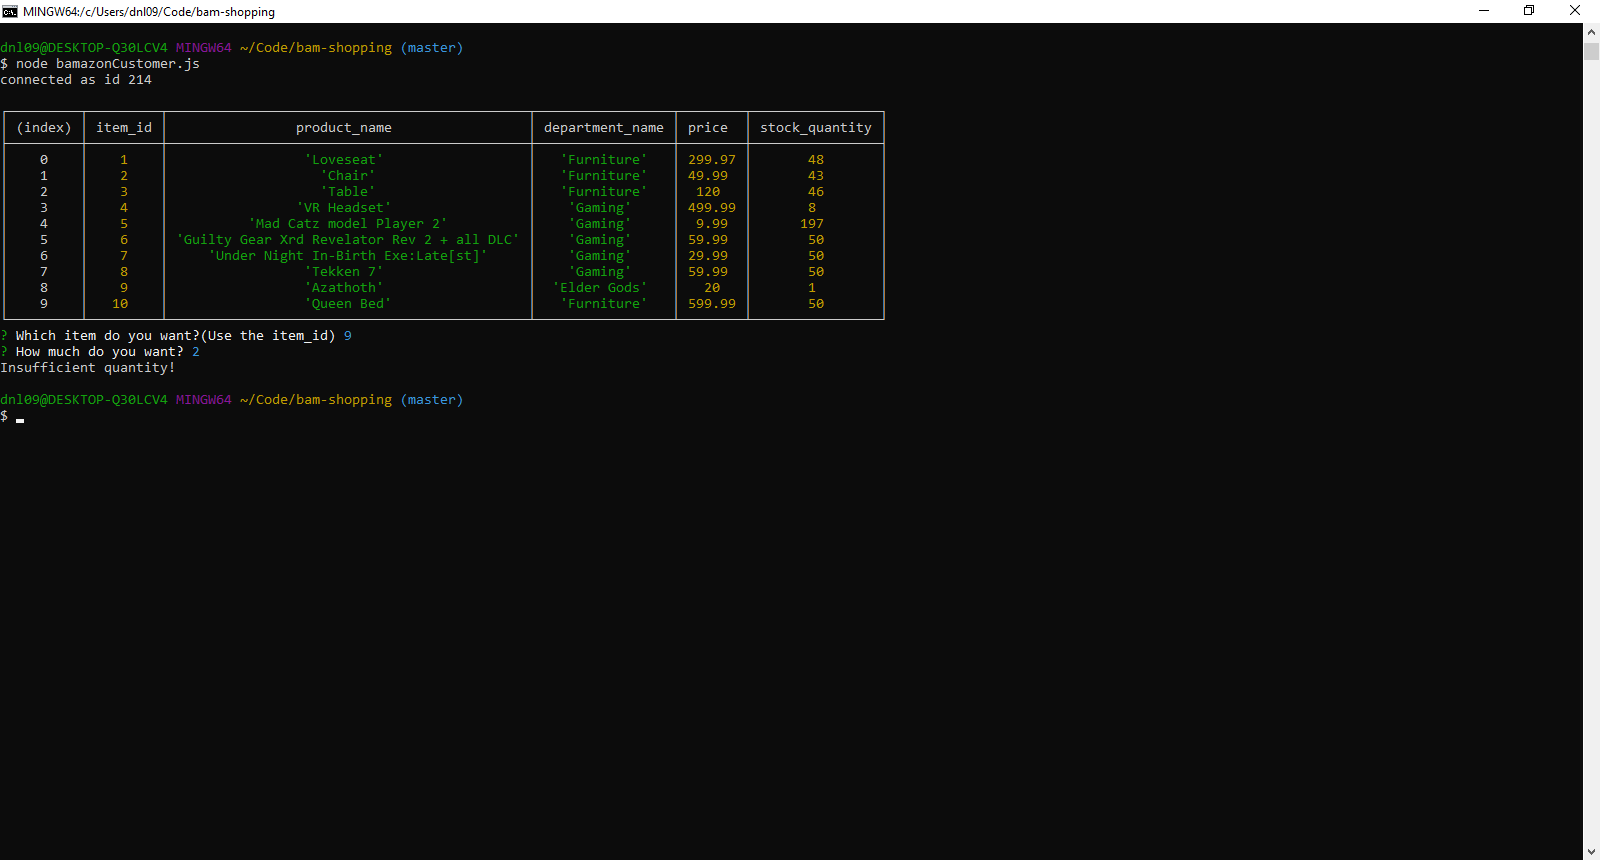 MINGW64:/c/Users/dnl09/Code/bam-shopping
dnl09@DESKTOP-Q30LCV4 MINGW64 ~/Code/bam-shopping (master)
$ node bamazonCustomer.js
connected as id 214
(index) item_id product_name department_name price stock_quantity
0 1 'Loveseat' 'Furniture' 299.97 48
1 2 'Chair' 'Furniture' 49.99 43
2 3 'Table' 'Furniture' 120 46
3 4 'VR Headset' 'Gaming' 499.99 8
4 5 'Mad Catz model Player 2' 'Gaming' 9.99 197
5 6 'Guilty Gear Xrd Revelator Rev 2 + all DLC' 'Gaming' 59.99 50
6 7 'Under Night In-Birth Exe:Late[st]' 'Gaming' 29.99 50
7 8 'Tekken 7' 'Gaming' 59.99 50
8 9 'Azathoth' 'Elder Gods' 20 1
9 10 'Queen Bed' 'Furniture' 599.99 50
? Which item do you want?(Use the item_id) 9
? How much do you want? 2
Insufficient quantity!
dnl09@DESKTOP-Q30LCV4 MINGW64 ~/Code/bam-shopping (master)
$